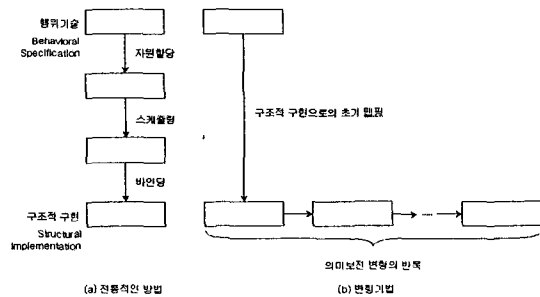 행위기술
Behavioral
Specification
자원할당
스케쥴링
바인딩
구조적 구현
Structural
Implementation
(a) 전통적인 방법
구조적 구현으로의 초기 맵핑
의미보전 변형의 반복
(b) 변형기법